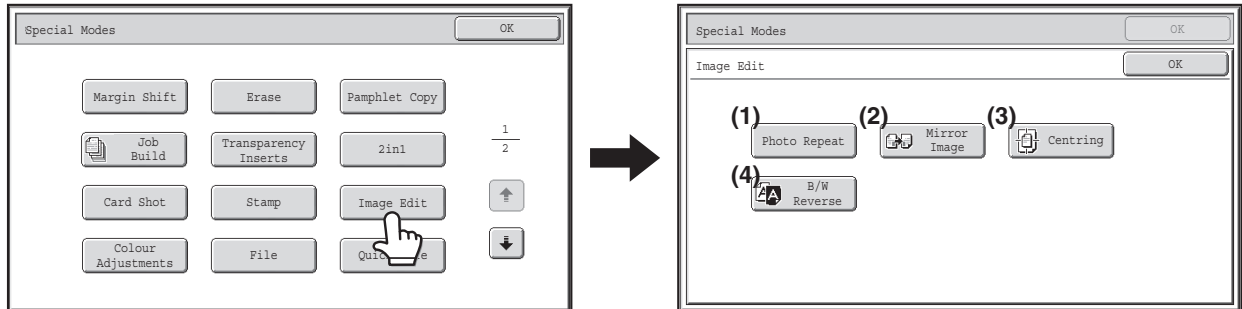 Special Modes
OK
Margin Shift
Erase
Pamphlet Copy
Job
Build
Transparency
Inserts
2in1
1
2
Card Shot
Stamp
Image Edit
Colour
Adjustments
File
Special Modes
OK
Image Edit
OK
(1)
Photo Repeat
(2)
Mirror
Image
(3)
Centring
(4)
B/W
Reverse